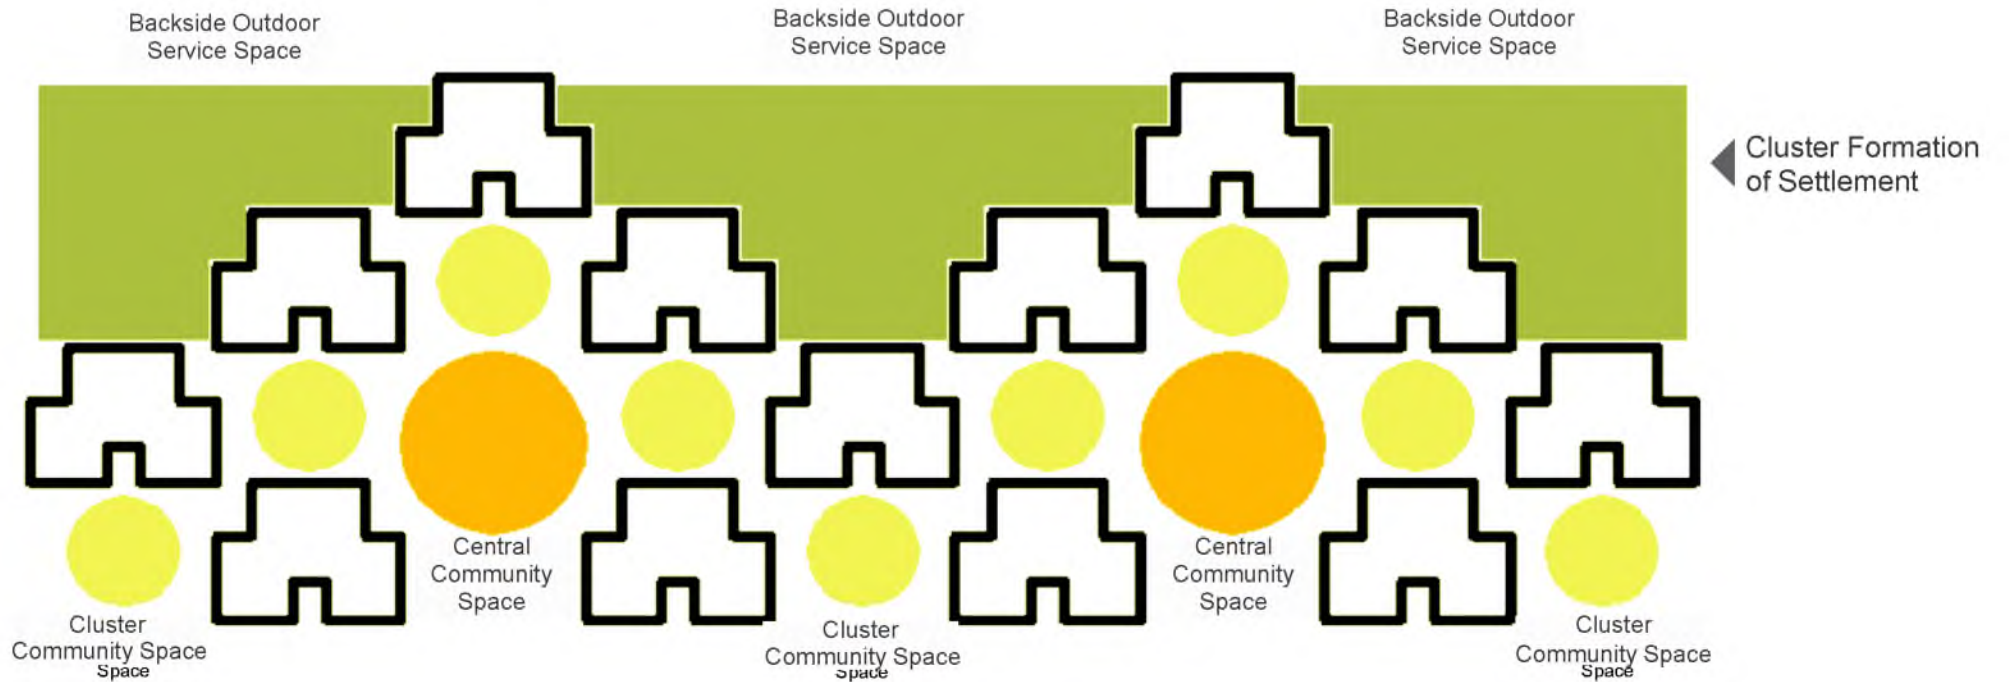 Backside Outdoor
Service Space
Backside Outdoor
Service Space
Backside Outdoor
Service Space
Cluster Formation
of Settlement
Central
Community
Space
Central
Community
Space
Cluster
Community Space
Space
Cluster
Community Space
Space
Cluster
Community Space
Space